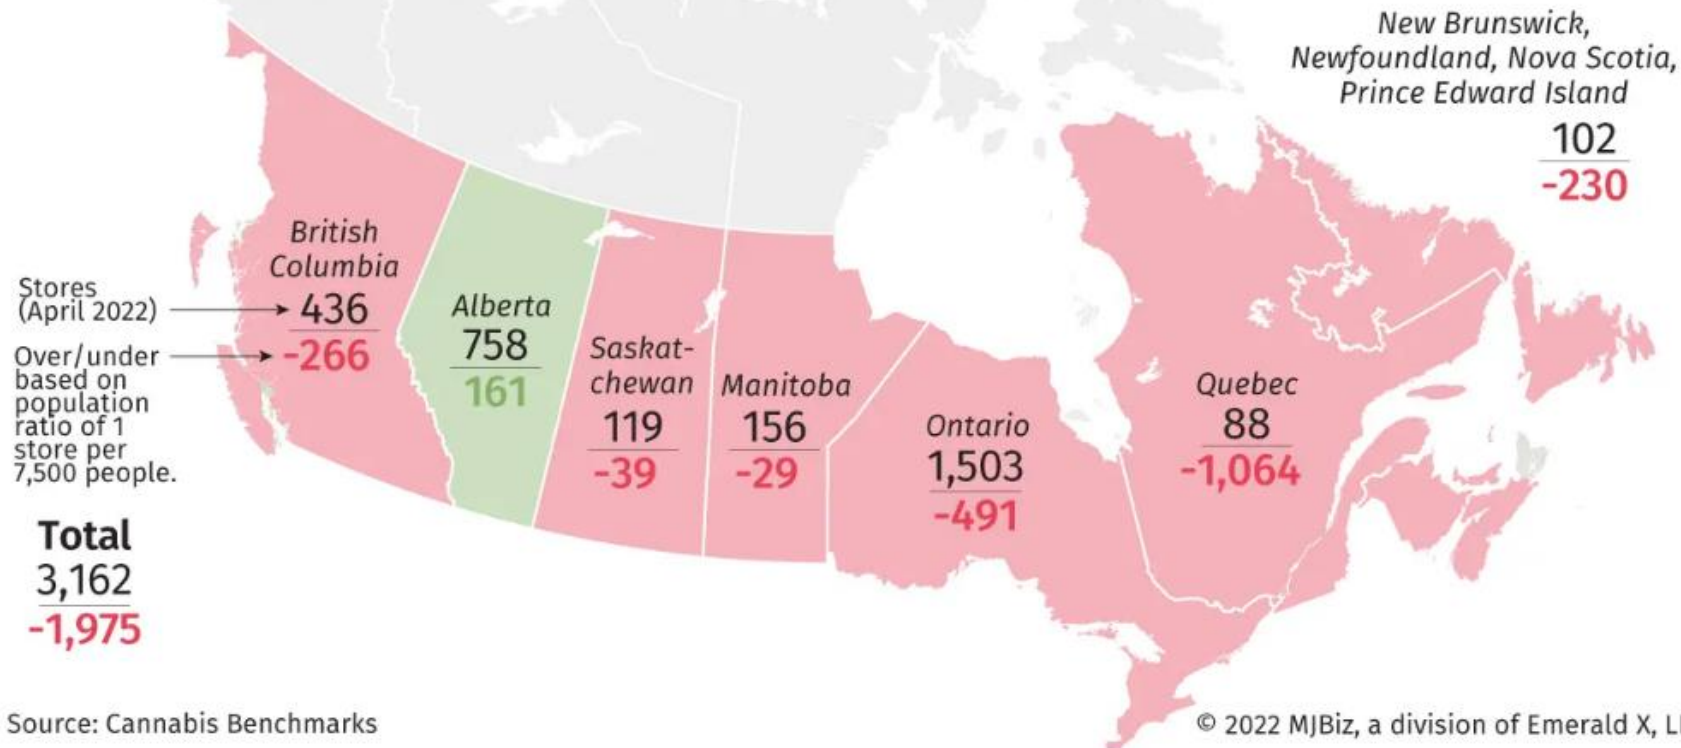 New Brunswick,
Newfoundland, Nova Scotia,
Prince Edward Island
102
-230
British
Columbia
436
-266
Stores
(April 2022)
Over/under
based on
population
ratio of 1
store per
7,500 people.
Alberta
758
161
Saskat-
chewan
119
-39
Manitoba
156
-29
Ontario
1,503
-491
Quebec
88
-1,064
Total
3,162
-1,975
Source: Cannabis Benchmarks
© 2022 MJBiz, a division of Emerald X,